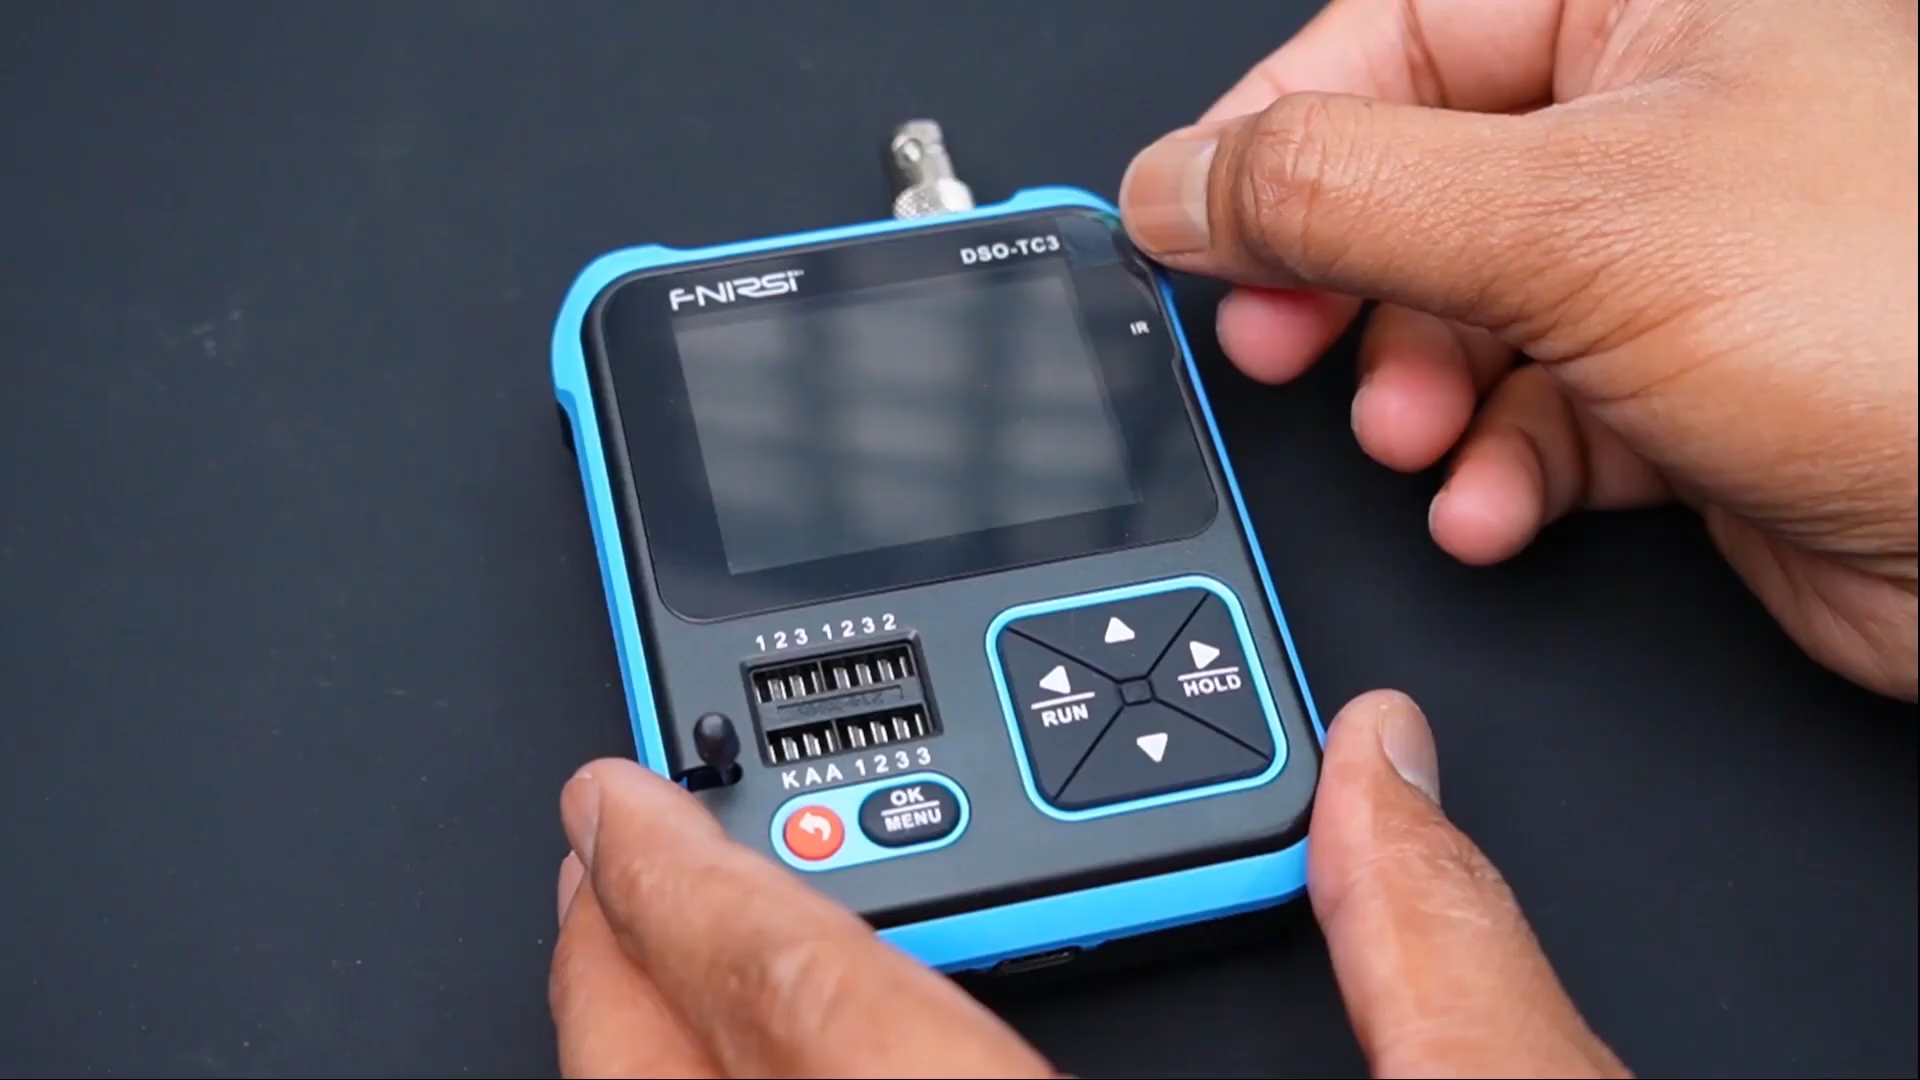 FNIRSI
DSO-TC3
IR
1 2 3 1 2 3 2
K A A 1 2 3 3
RUN
HOLD
OK
MENU